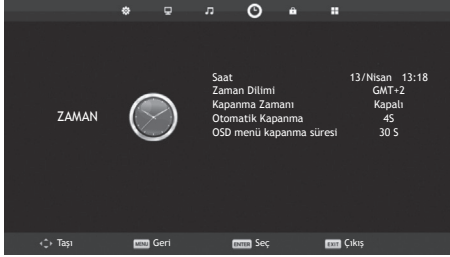 ZAMAN
Saat 13/Nisan 13:18
Zaman Dilimi GMT+2
Kapanma Zamanı Kapalı
Otomatik Kapanma 4S
OSD menü kapanma süresi 30 S
Taşı MENU Geri ENTER Seç EXIT Çıkış